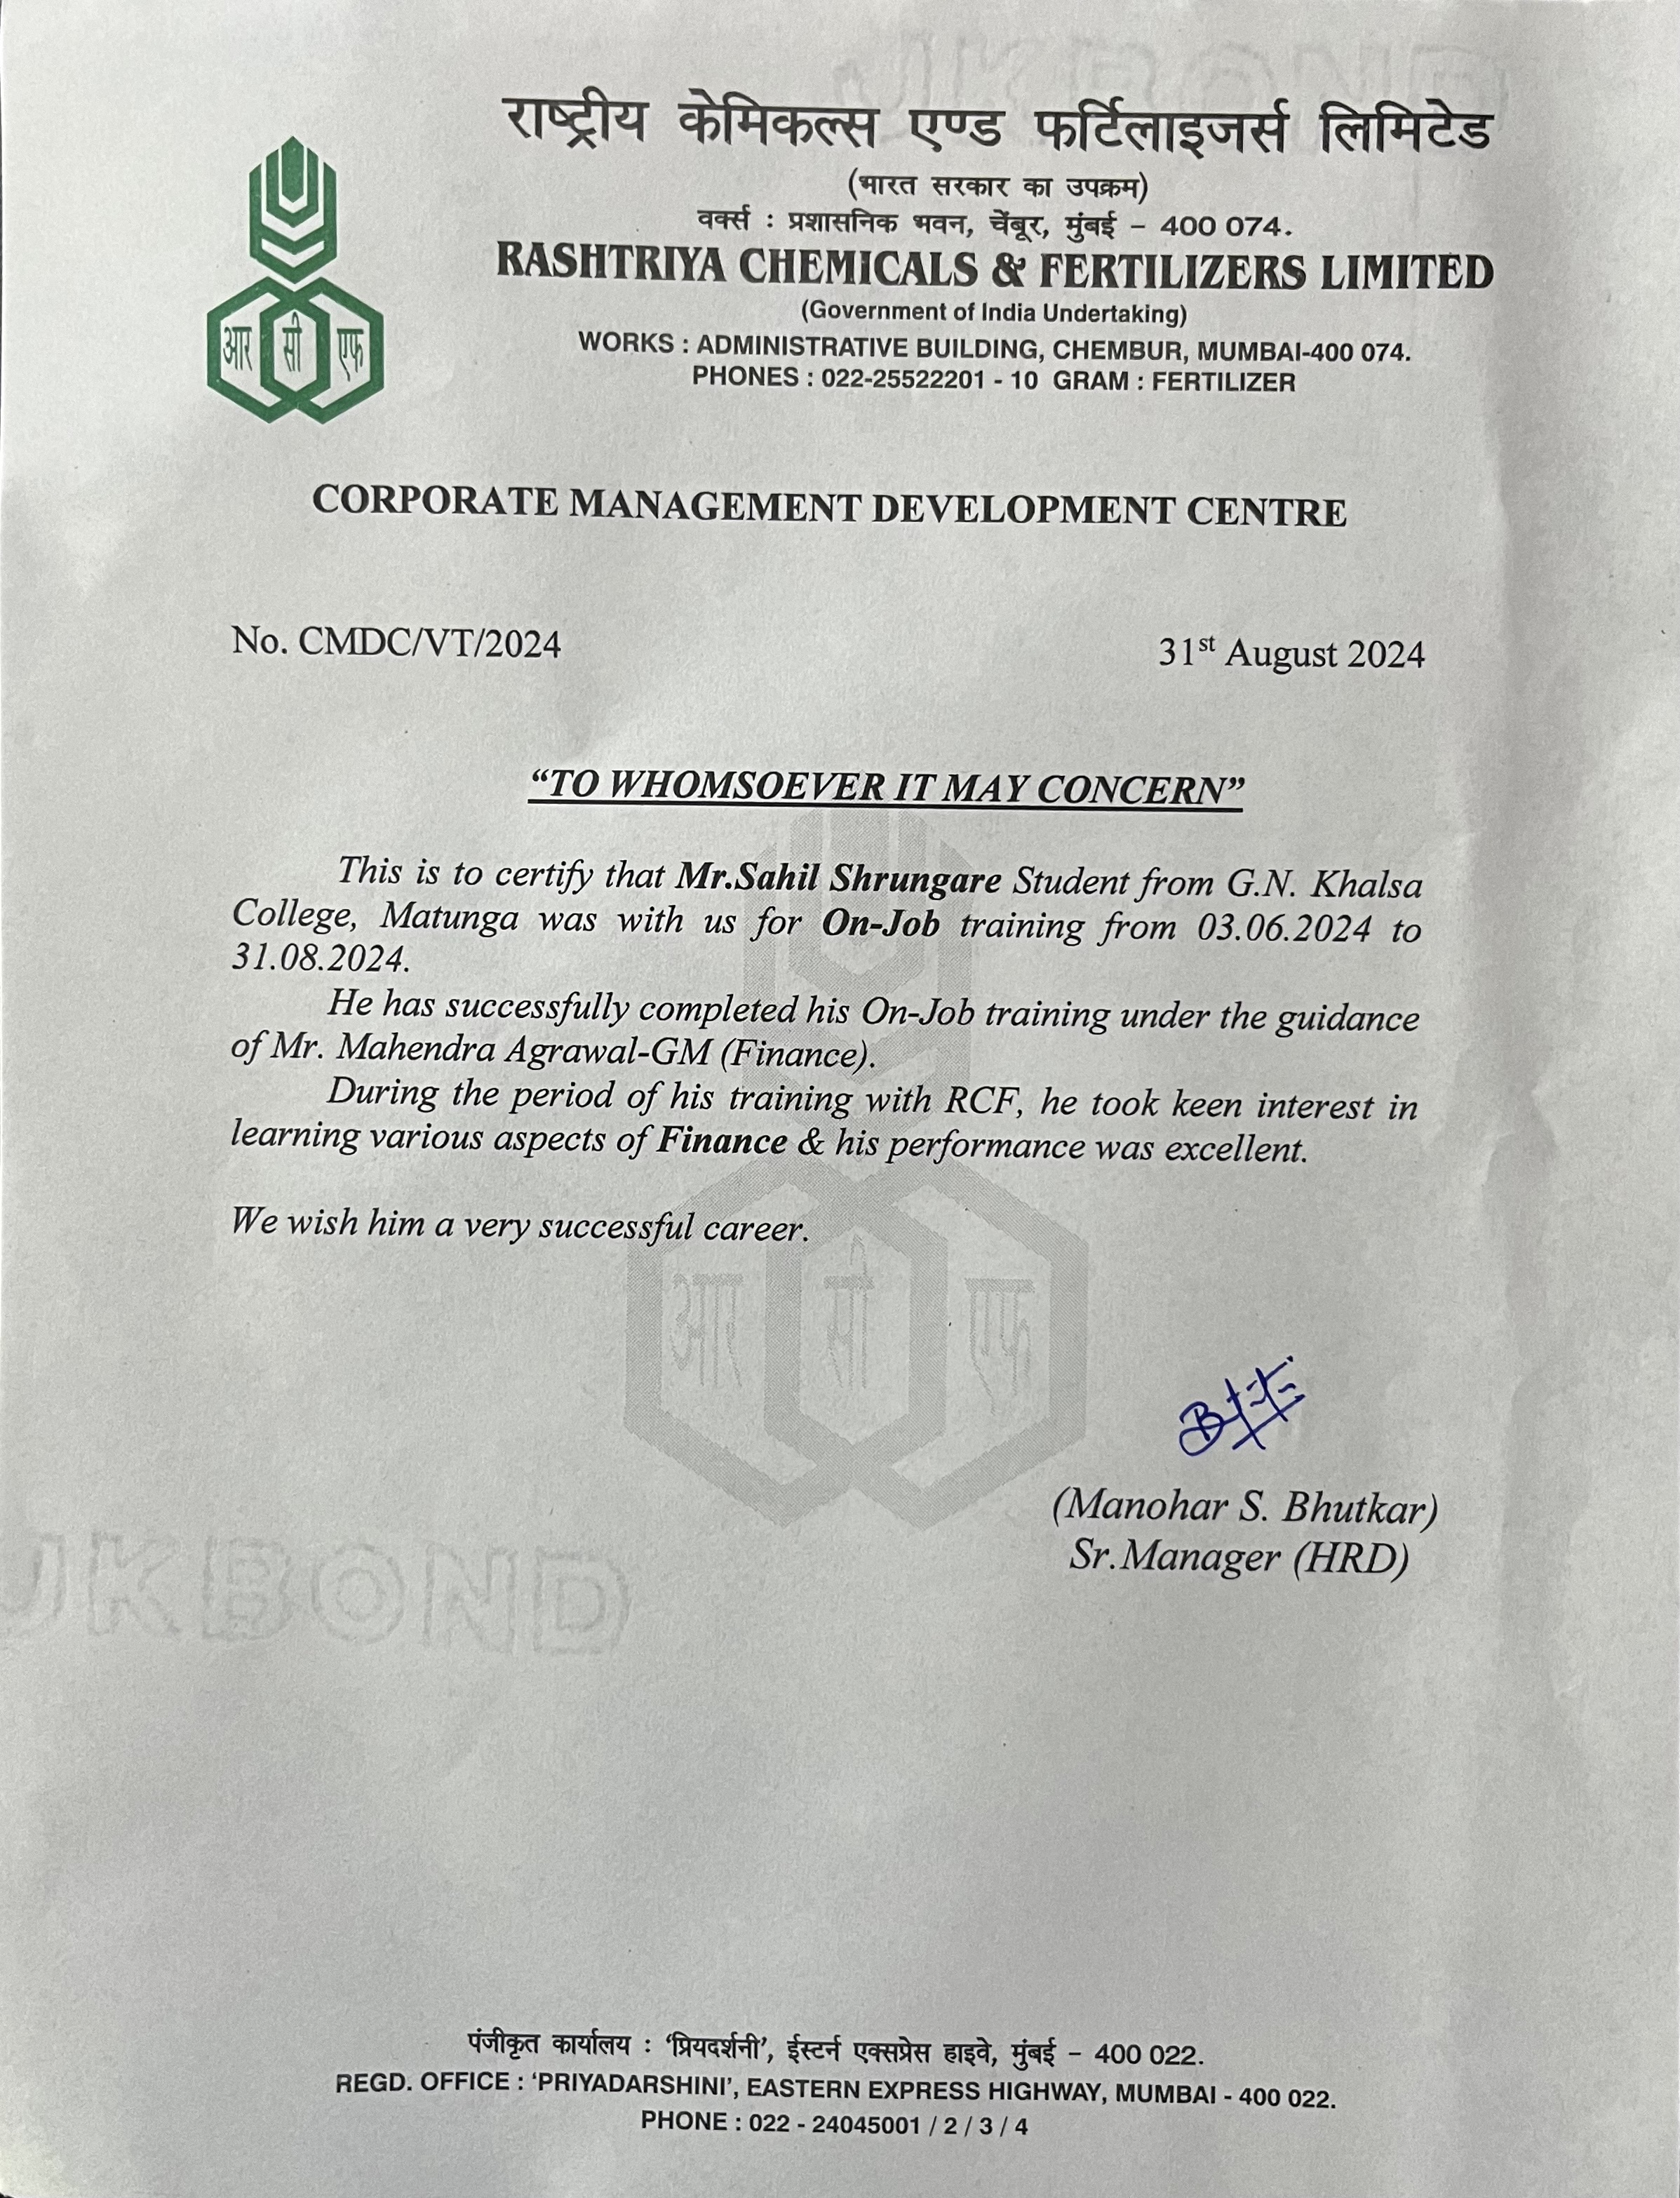 राष्ट्रीय केमिकल्स एण्ड फर्टिलाइजर्स लिमिटेड
(भारत सरकार का उपक्रम)
वर्क्स : प्रशासनिक भवन, चेंबूर, मुंबई – 400 074.
RASHTRIYA CHEMICALS & FERTILIZERS LIMITED
(Government of India Undertaking)
WORKS : ADMINISTRATIVE BUILDING, CHEMBUR, MUMBAI-400 074.
PHONES : 022-25522201 - 10 GRAM : FERTILIZER
आर सी एफ
CORPORATE MANAGEMENT DEVELOPMENT CENTRE
No. CMDC/VT/2024
31st August 2024
“TO WHOMSOEVER IT MAY CONCERN”
This is to certify that Mr.Sahil Shrungare Student from G.N. Khalsa
College, Matunga was with us for On-Job training from 03.06.2024 to
31.08.2024.
He has successfully completed his On-Job training under the guidance
of Mr. Mahendra Agrawal-GM (Finance).
During the period of his training with RCF, he took keen interest in
learning various aspects of Finance & his performance was excellent.
We wish him a very successful career.
आर सी एफ
(Manohar S. Bhutkar)
Sr.Manager (HRD)
UKBOND
पंजीकृत कार्यालय : ‘प्रियदर्शनी’, ईस्टर्न एक्सप्रेस हाइवे, मुंबई – 400 022.
REGD. OFFICE : ‘PRIYADARSHINI’, EASTERN EXPRESS HIGHWAY, MUMBAI - 400 022.
PHONE : 022 - 24045001 / 2 / 3 / 4